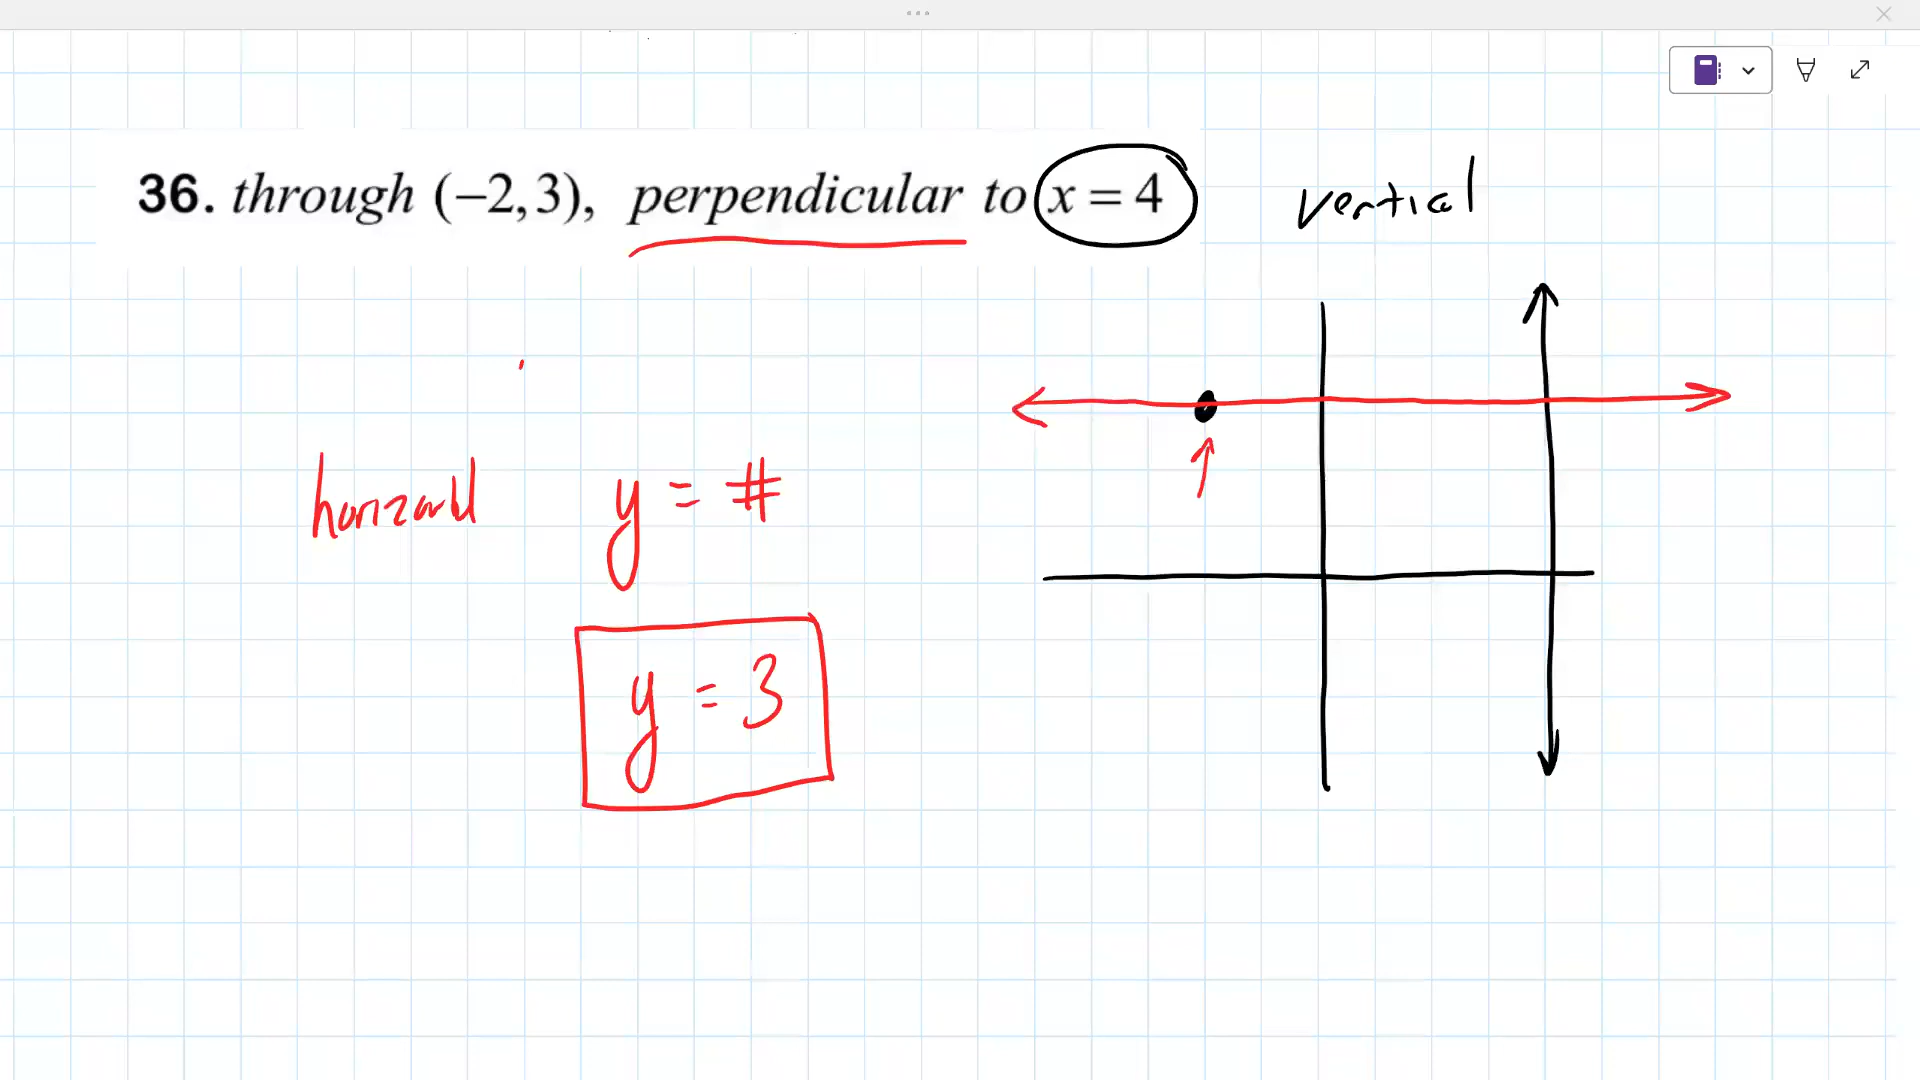 36. through (−2,3), perpendicular to x = 4
vertical
horizontal y = #
y = 3